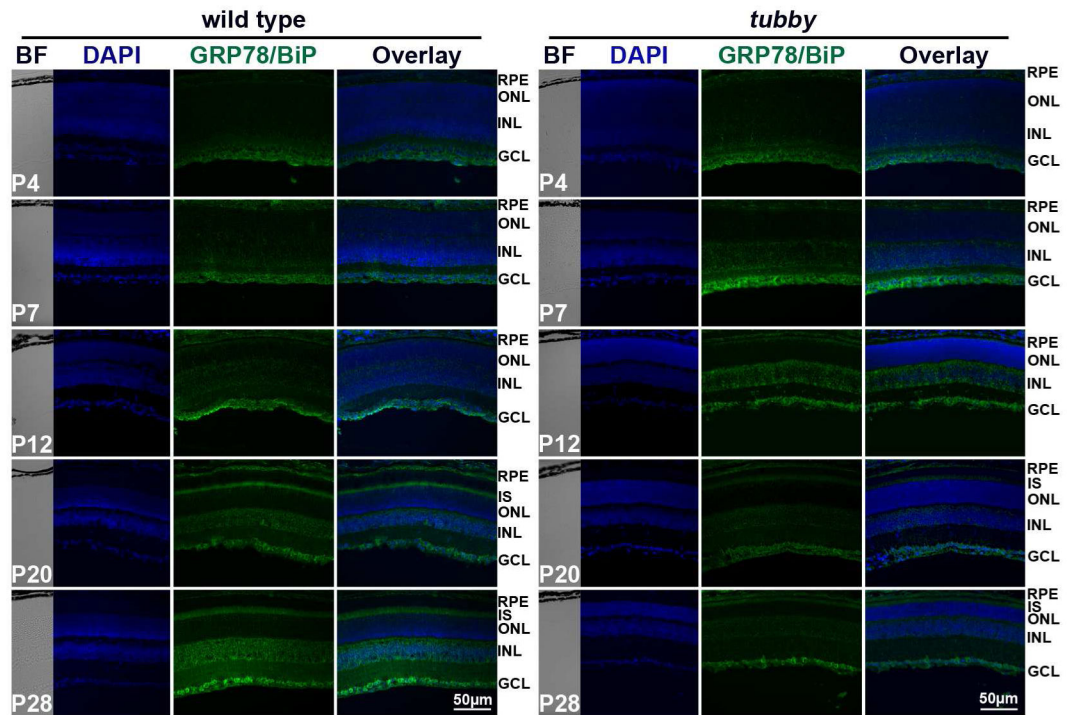 wild type
tubby
BF DAPI GRP78/BiP Overlay
BF DAPI GRP78/BiP Overlay
P4
RPE
ONL
INL
GCL
P4
RPE
ONL
INL
GCL
P7
RPE
ONL
INL
GCL
P7
RPE
ONL
INL
GCL
P12
RPE
ONL
INL
GCL
P12
RPE
ONL
INL
GCL
P20
RPE
IS
ONL
INL
GCL
P20
RPE
IS
ONL
INL
GCL
P28
RPE
IS
ONL
INL
GCL
50µm
P28
RPE
IS
ONL
INL
GCL
50µm